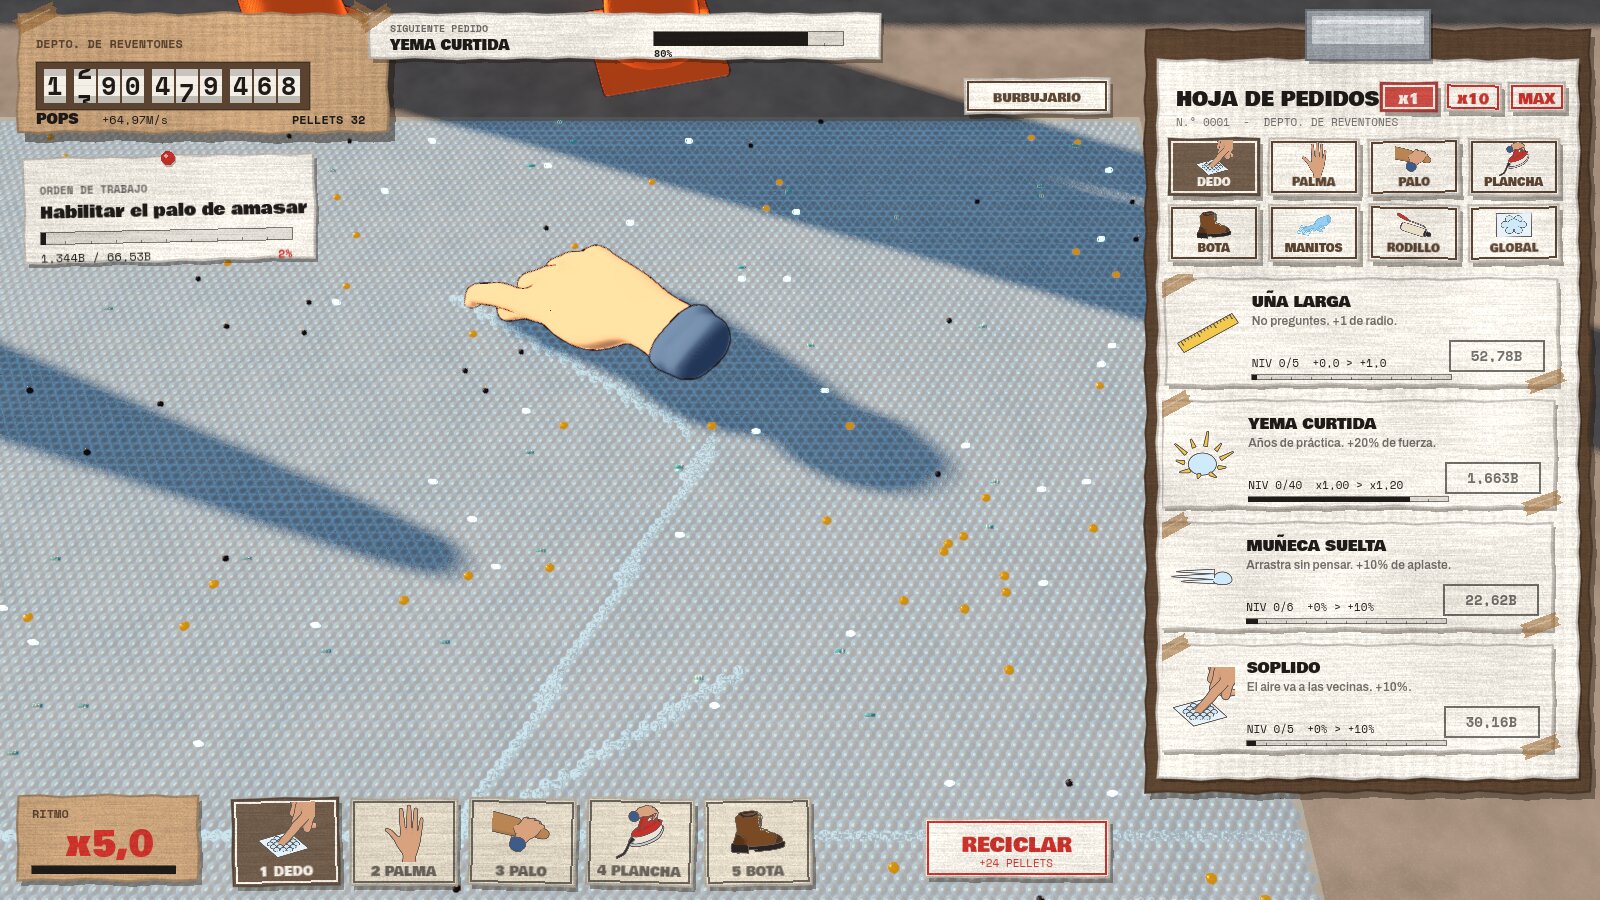 DEPTO. DE REVENTONES
POPS +64,97M/s PELLETS 32
SIGUIENTE PEDIDO
YEMA CURTIDA
80%
BURBUJARIO
ORDEN DE TRABAJO
Habilitar el palo de amasar
1,344B / 66,53B 2%
HOJA DE PEDIDOS x1 x10 MAX
N.° 0001 - DEPTO. DE REVENTONES
DEDO PALMA PALO PLANCHA
BOTA MANITOS RODILLO GLOBAL
UÑA LARGA
No preguntes. +1 de radio.
NIV 0/5 +0,0 > +1,0
52,78B
YEMA CURTIDA
Años de práctica. +20% de fuerza.
NIV 0/40 x1,00 > x1,20
1,663B
MUÑECA SUELTA
Arrastra sin pensar. +10% de aplaste.
NIV 0/6 +0% > +10%
22,62B
SOPLIDO
El aire va a las vecinas. +10%.
NIV 0/5 +0% > +10%
30,16B
RITMO
x5,0
1 DEDO
2 PALMA
3 PALO
4 PLANCHA
5 BOTA
RECICLAR
+24 PELLETS